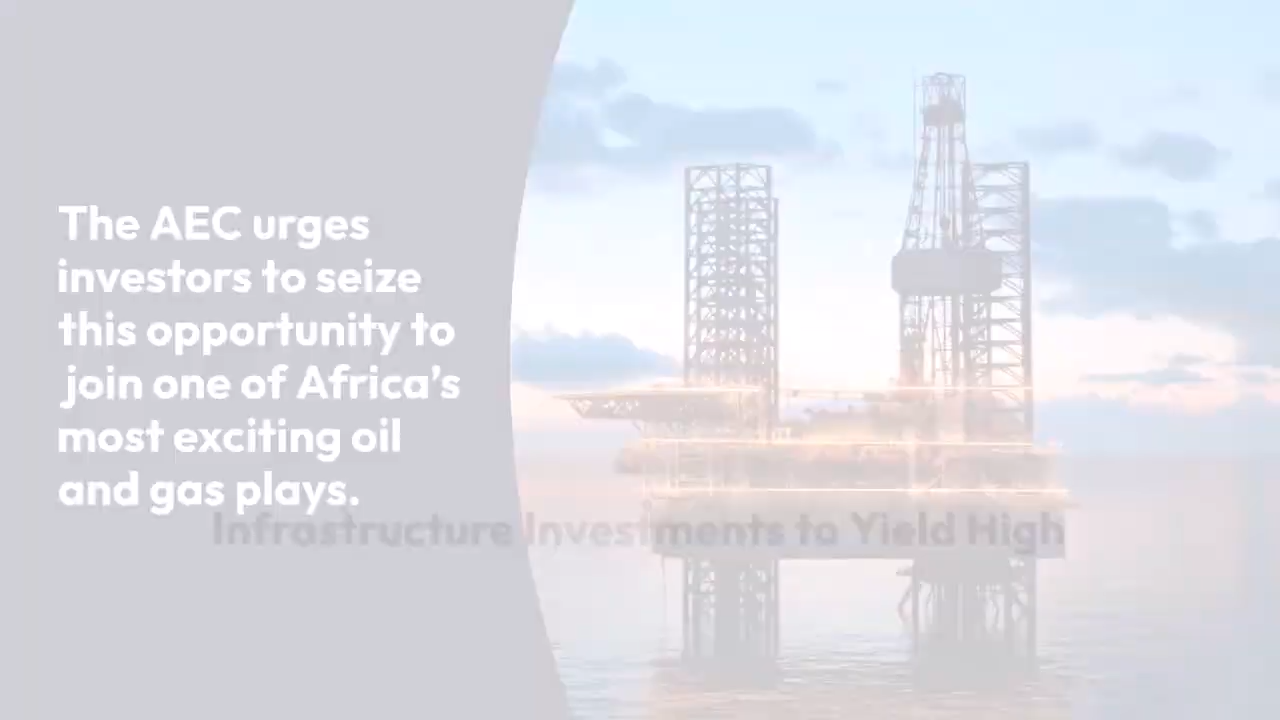 The AEC urges
investors to seize
this opportunity to
join one of Africa’s
most exciting oil
and gas plays.
Infrastructure Investments to Yield High